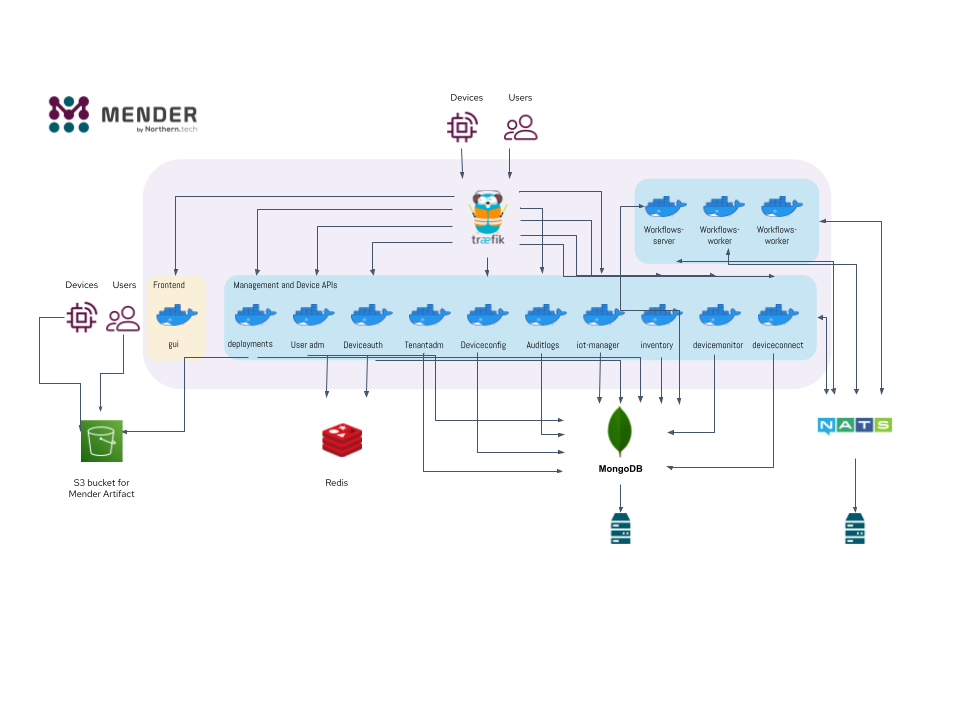 Devices
Users
MENDER
by Northern.tech
træfik
Workflows-
server
Workflows-
worker
Workflows-
worker
Devices
Users
Frontend
Management and Device APIs
gui
deployments
User adm
Deviceauth
Tenantadm
Deviceconfig
Auditlogs
iot-manager
inventory
devicemonitor
deviceconnect
NATS
MongoDB
S3 bucket for
Mender Artifact
Redis